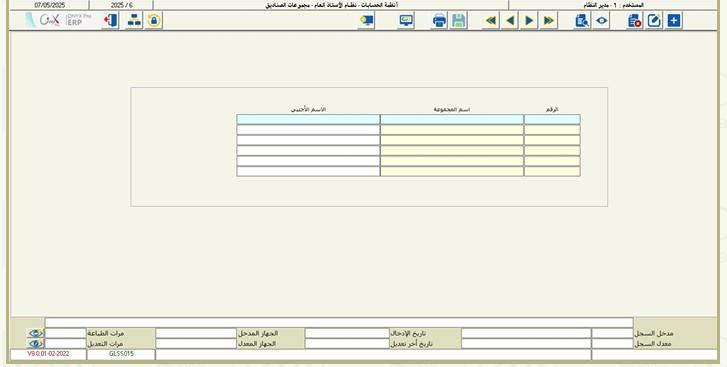 المستخدم : 1 - مدير النظام
أنظمة الحسابات - نظام الأستاذ العام - مجموعات الصناديق
2025 / 6
07/05/2025
ONYX Pro
ERP
الرقم
اسم المجموعة
الاسم الأجنبي
مدخل السجل
تاريخ الإدخال
الجهاز المدخل
مرات الطباعة
معدل السجل
تاريخ أخر تعديل
الجهاز المعدل
مرات التعديل
GLSS015
V8.0.01-02-2022